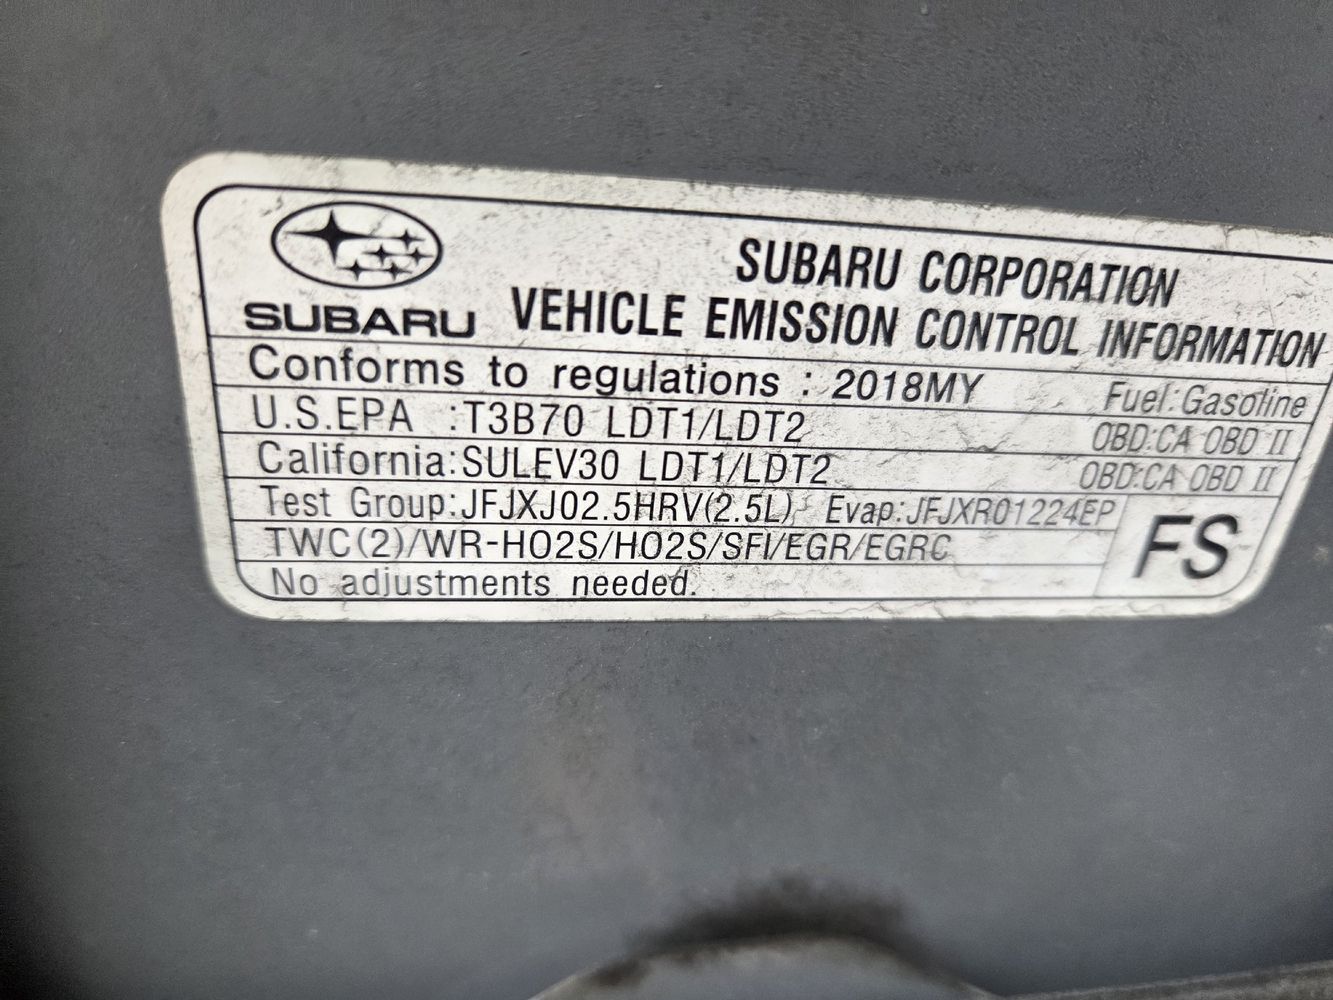 SUBARU
SUBARU CORPORATION
VEHICLE EMISSION CONTROL INFORMATION
Conforms to regulations : 2018MY Fuel:Gasoline
U.S.EPA :T3B70 LDT1/LDT2 OBD:CA OBD II
California:SULEV30 LDT1/LDT2 OBD:CA OBD II
Test Group:JFJXJ02.5HRV(2.5L), Evap:JFJXR01224EP
TWC(2)/WR-HO2S/HO2S/SFI/EGR/EGRC
No adjustments needed.
FS